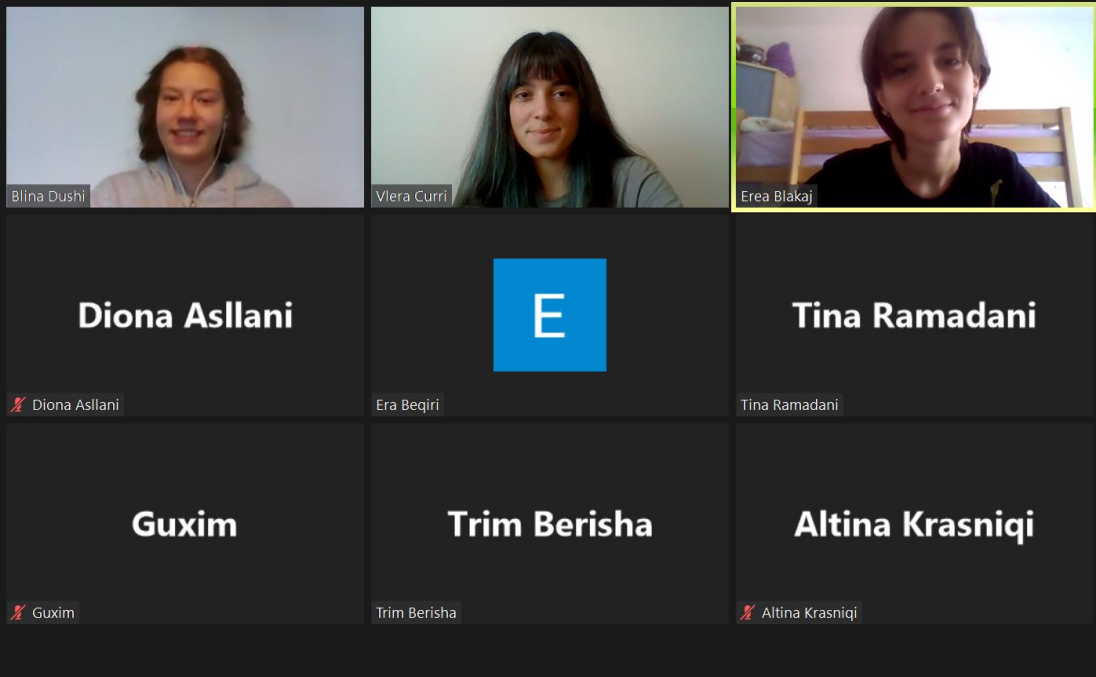 Blina Dushi
Vlera Curri
Erea Blakaj
Diona Asllani
E
Tina Ramadani
Diona Asllani
Era Beqiri
Tina Ramadani
Guxim
Trim Berisha
Altina Krasniqi
Guxim
Trim Berisha
Altina Krasniqi